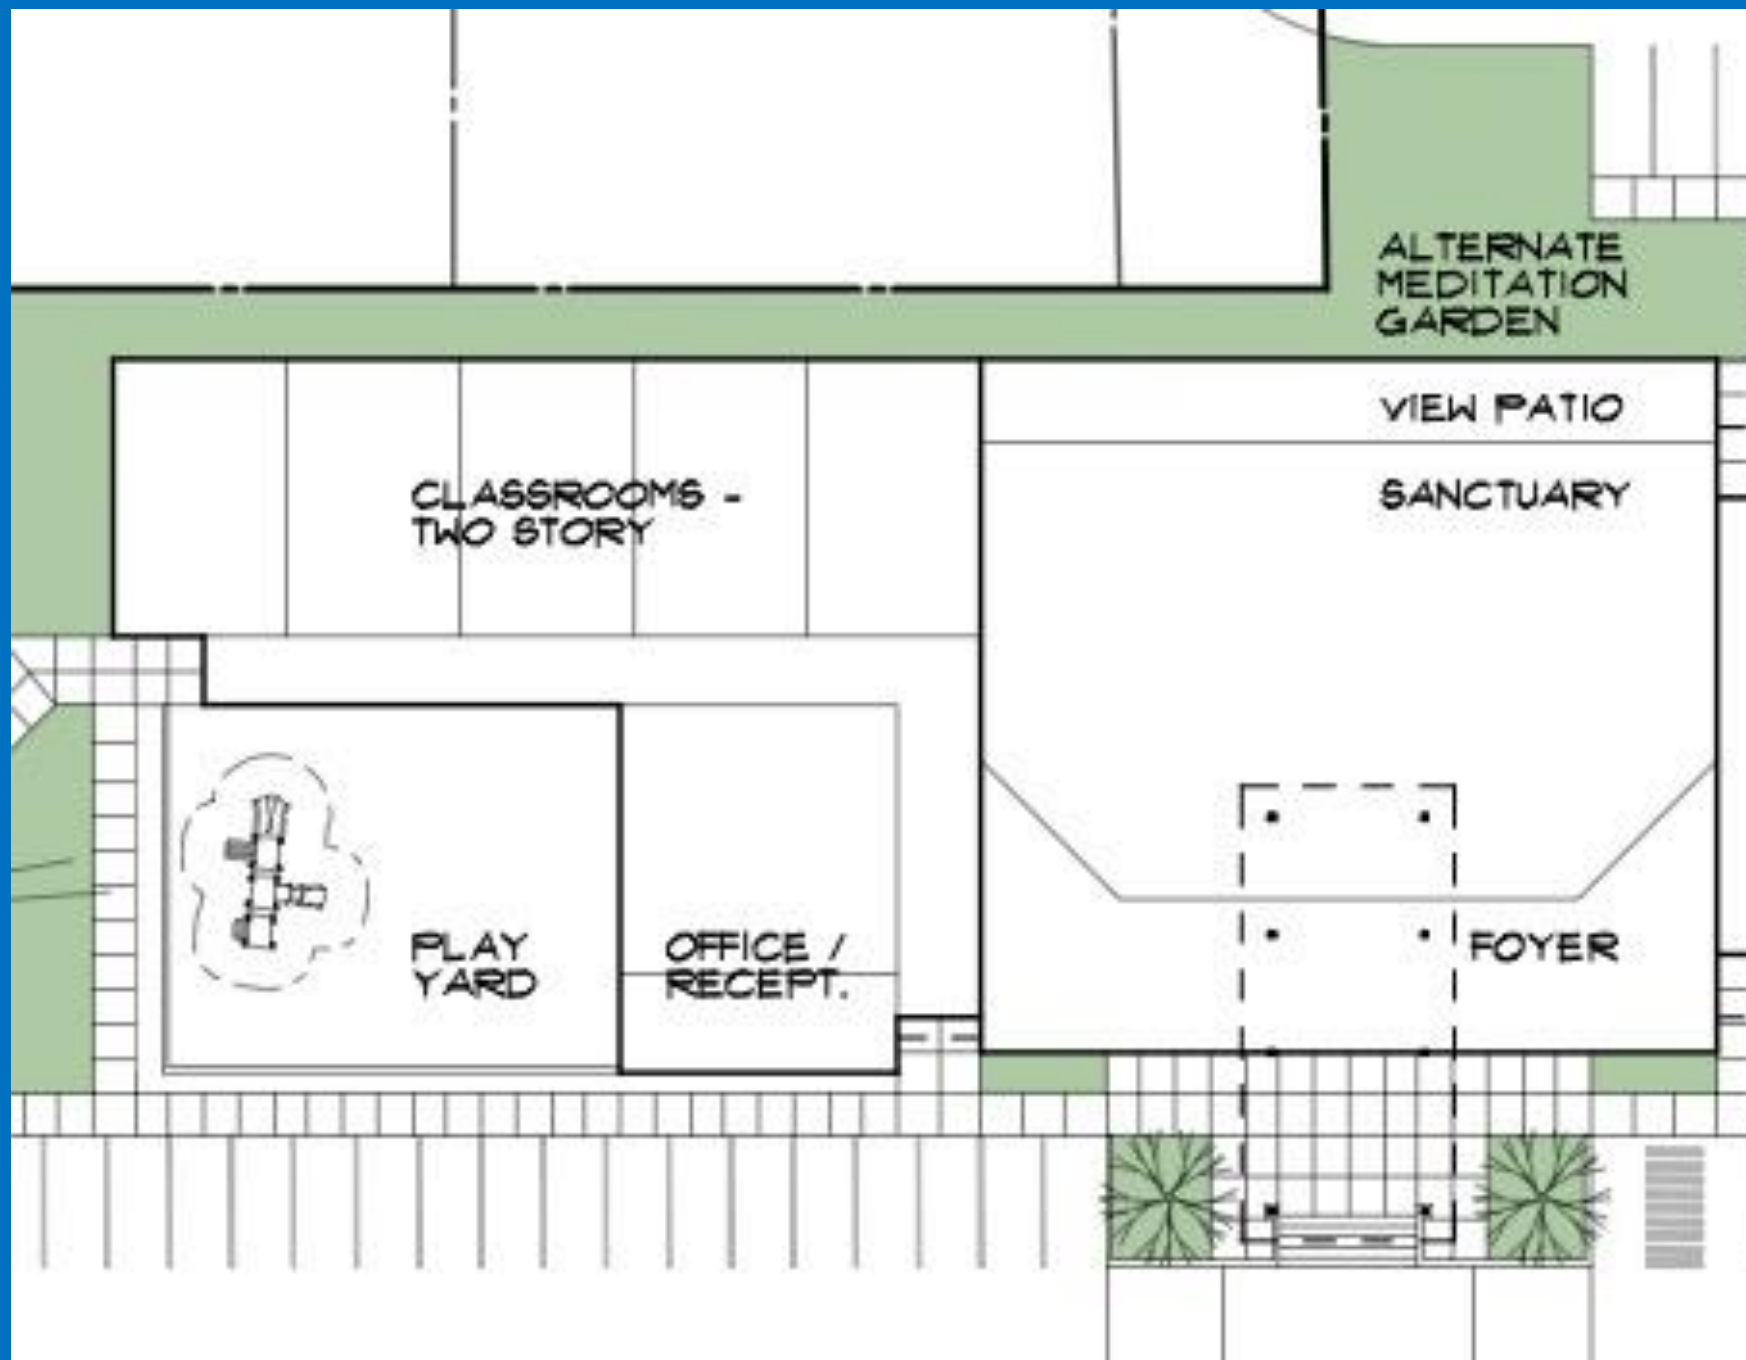 ALTERNATE
MEDITATION
GARDEN
VIEW PATIO
SANCTUARY
CLASSROOMS -
TWO STORY
PLAY
YARD
OFFICE /
RECEPT.
FOYER